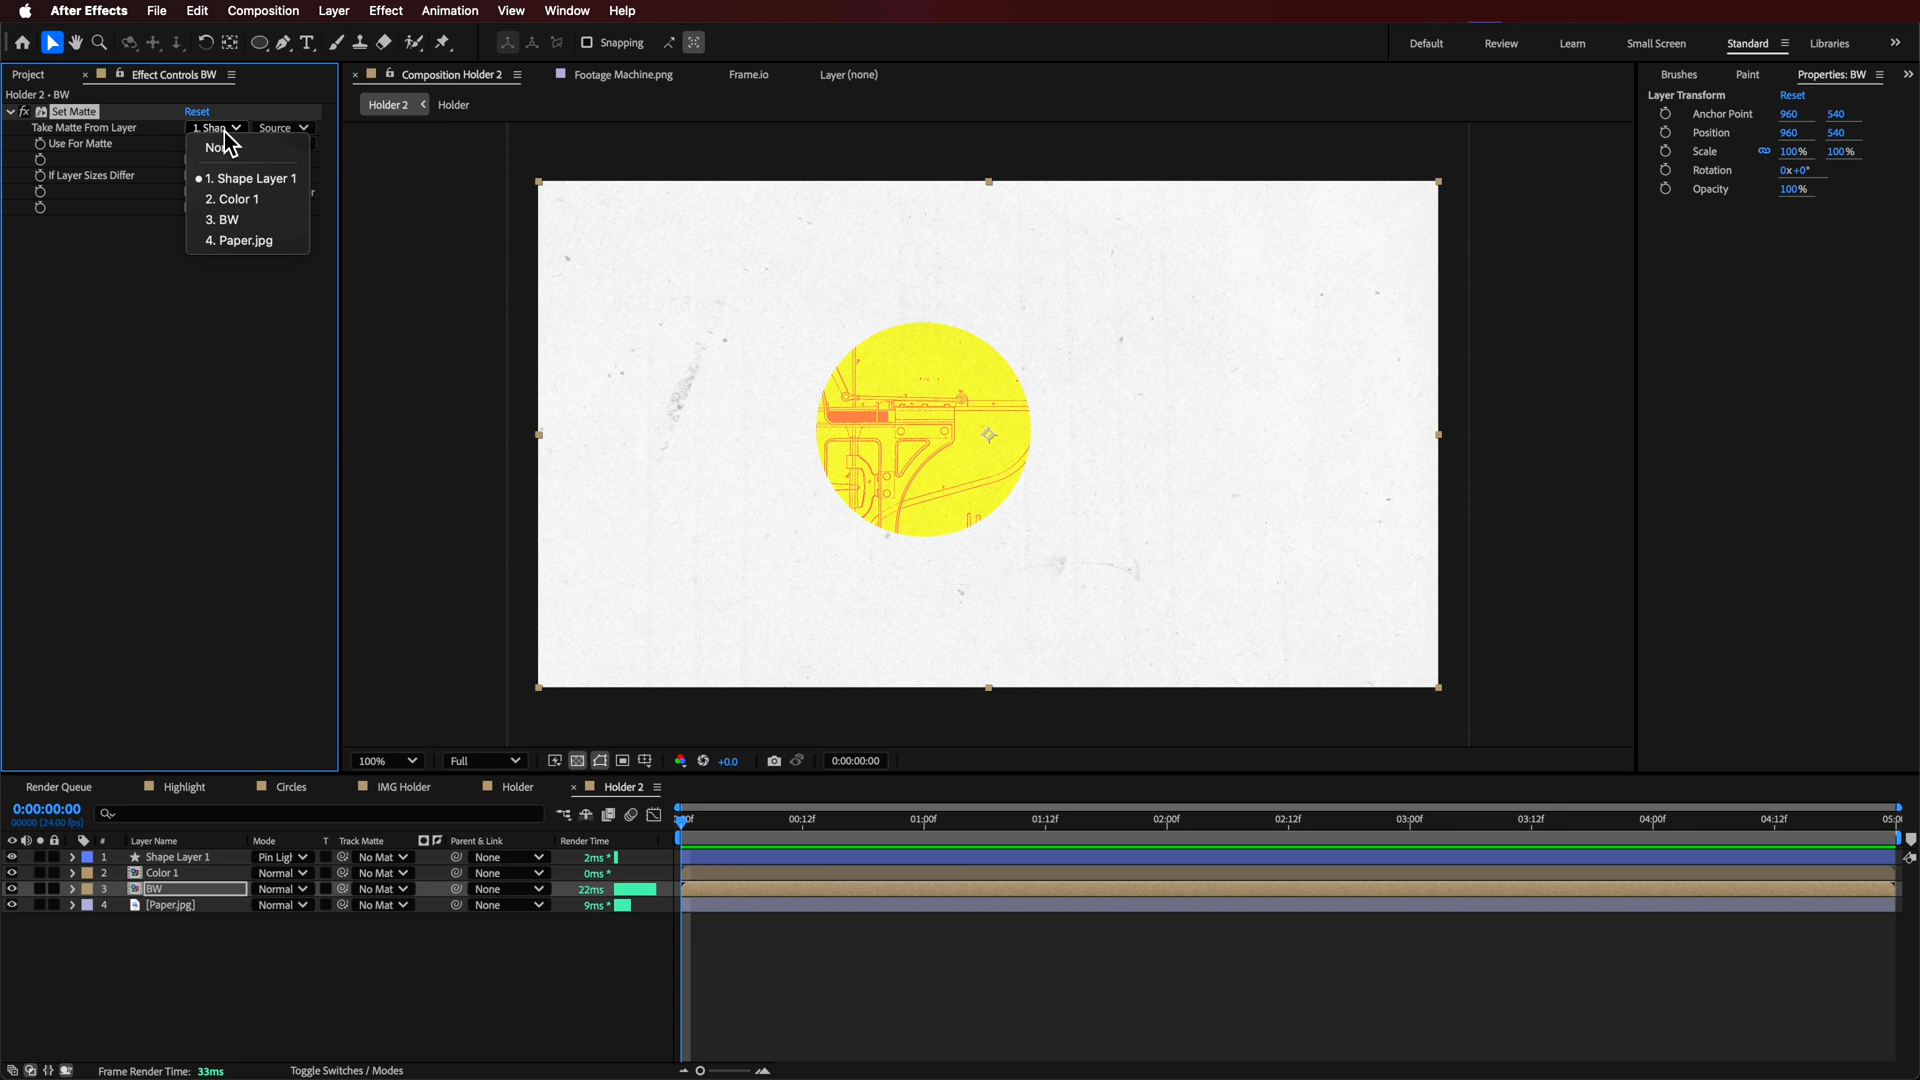 After Effects File Edit Composition Layer Effect Animation View Window Help
Snapping
Default Review Learn Small Screen Standard Libraries
Project Effect Controls BW
Holder 2 • BW
fx Set Matte Reset
Take Matte From Layer 1. Shap Source
Use For Matte
If Layer Sizes Differ
1. Shape Layer 1
2. Color 1
3. BW
4. Paper.jpg
Composition Holder 2 Footage Machine.png Frame.io Layer (none)
Holder 2 Holder
FIG 1
100% Full +0.0 0:00:00:00
Brushes Paint Properties: BW
Layer Transform Reset
Anchor Point 960 540
Position 960 540
Scale 100% 100%
Rotation 0x+0°
Opacity 100%
Render Queue Highlight Circles IMG Holder Holder Holder 2
0:00:00:00
00000 (24.00 fps)
# Layer Name Mode T Track Matte Parent & Link Render Time
1 Shape Layer 1 Pin Ligl No Mat None 2ms *
2 Color 1 Normal No Mat None 0ms *
3 BW Normal No Mat None 22ms
4 [Paper.jpg] Normal No Mat None 9ms *
00:12f 01:00f 01:12f 02:00f 02:12f 03:00f 03:12f 04:00f 04:12f 05:0
Frame Render Time: 33ms Toggle Switches / Modes